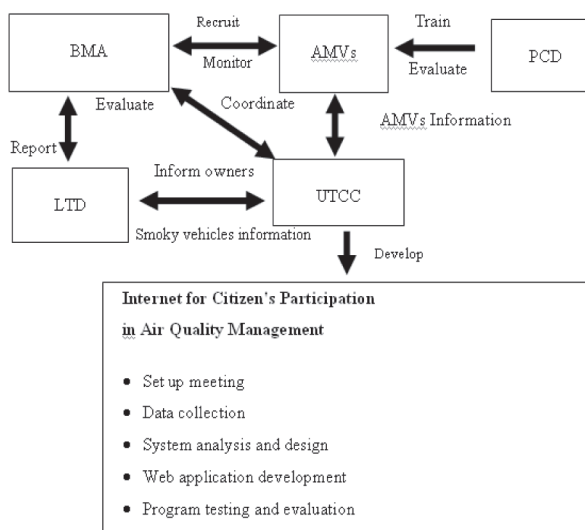 Recruit
Train
BMA
AMVs
PCD
Monitor
Evaluate
Evaluate
Coordinate
AMVs Information
Report
Inform owners
LTD
UTCC
Smoky vehicles information
Develop
Internet for Citizen's Participation
in Air Quality Management
• Set up meeting
• Data collection
• System analysis and design
• Web application development
• Program testing and evaluation